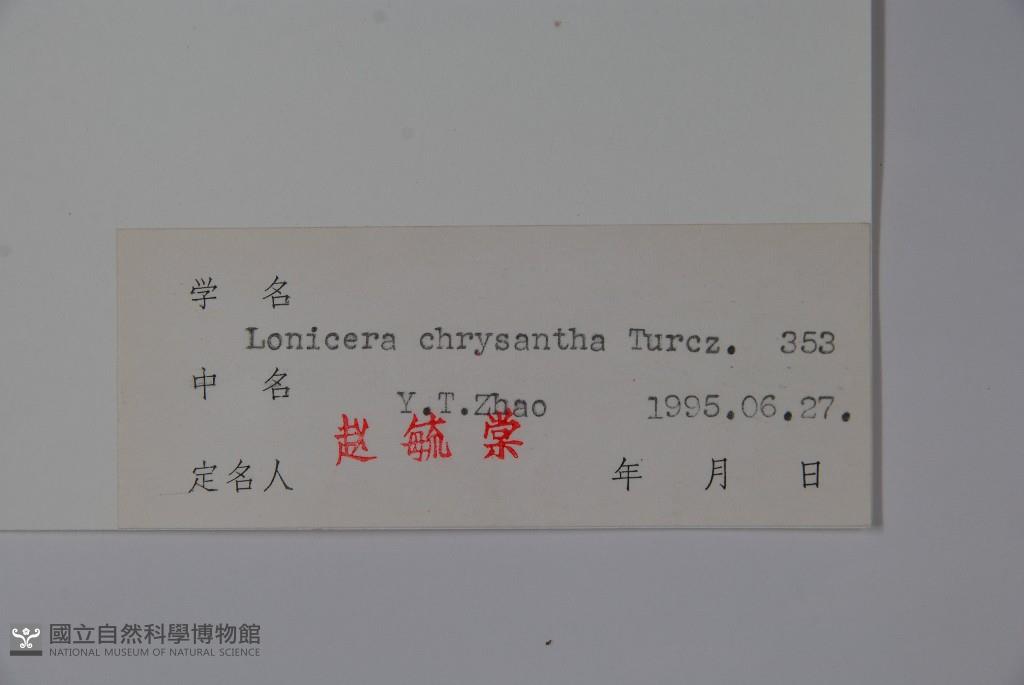 学 名
Lonicera chrysantha Turcz. 353
中 名
Y.T.Zhao 1995.06.27.
赵 毓 棠
定名人 年 月 日
國立自然科學博物館
NATIONAL MUSEUM OF NATURAL SCIENCE